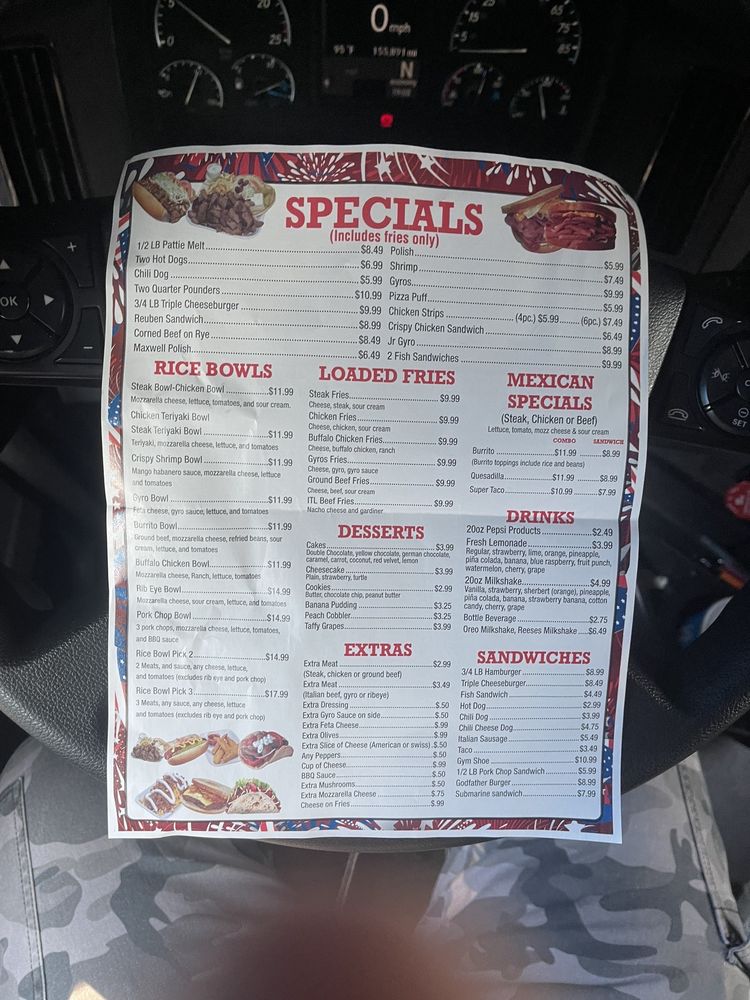 5
20
0
25
0 mph
95 °F
155,891 mi
N
5
65
75
85
OK
+
−
SET
SPECIALS
(Includes fries only)
1/2 LB Pattie Melt $8.49
Two Hot Dogs $6.99
Chili Dog $5.99
Two Quarter Pounders $10.99
3/4 LB Triple Cheeseburger $9.99
Reuben Sandwich $8.99
Corned Beef on Rye $8.49
Maxwell Polish $6.49
Polish $5.99
Shrimp $7.49
Gyros $9.99
Pizza Puff $5.99
Chicken Strips (4pc.) $5.99 (6pc.) $7.49
Crispy Chicken Sandwich $6.49
Jr Gyro $8.99
2 Fish Sandwiches $9.99
RICE BOWLS
Steak Bowl-Chicken Bowl $11.99
Mozzarella cheese, lettuce, tomatoes, and sour cream.
Chicken Teriyaki Bowl
Steak Teriyaki Bowl $11.99
Teriyaki, mozzarella cheese, lettuce, and tomatoes
Crispy Shrimp Bowl $11.99
Mango habanero sauce, mozzarella cheese, lettuce
and tomatoes
Gyro Bowl $11.99
Feta cheese, gyro sauce, lettuce, and tomatoes
Burrito Bowl $11.99
Ground beef, mozzarella cheese, refried beans, sour
cream, lettuce, and tomatoes
Buffalo Chicken Bowl $11.99
Mozzarella cheese, Ranch, lettuce, tomatoes
Rib Eye Bowl $14.99
Mozzarella cheese, sour cream, lettuce, and tomatoes
Pork Chop Bowl $14.99
3 pork chops, mozzarella cheese, lettuce, tomatoes,
and BBQ sauce
Rice Bowl Pick 2 $14.99
2 Meats, and sauce, any cheese, lettuce,
and tomatoes (excludes rib eye and pork chop)
Rice Bowl Pick 3 $17.99
3 Meats, any sauce, any cheese, lettuce
and tomatoes (excludes rib eye and pork chop)
LOADED FRIES
Steak Fries $9.99
Cheese, steak, sour cream
Chicken Fries $9.99
Cheese, chicken, sour cream
Buffalo Chicken Fries $9.99
Cheese, buffalo chicken, ranch
Gyros Fries $9.99
Cheese, gyro, gyro sauce
Ground Beef Fries $9.99
Cheese, beef, sour cream
ITL Beef Fries $9.99
Nacho cheese and gardiner
DESSERTS
Cakes $3.99
Double Chocolate, yellow chocolate, german chocolate,
caramel, carrot, coconut, red velvet, lemon
Cheesecake $3.99
Plain, strawberry, turtle
Cookies $2.99
Butter, chocolate chip, peanut butter
Banana Pudding $3.25
Peach Cobbler $3.25
Taffy Grapes $3.99
EXTRAS
Extra Meat $2.99
(Steak, chicken or ground beef)
Extra Meat $3.49
(Italian beef, gyro or ribeye)
Extra Dressing $.50
Extra Gyro Sauce on side $.50
Extra Feta Cheese $.99
Extra Olives $.99
Extra Slice of Cheese (American or swiss) $.50
Any Peppers $.50
Cup of Cheese $.99
BBQ Sauce $.50
Extra Mushrooms $.50
Extra Mozzarella Cheese $.75
Cheese on Fries $.99
MEXICAN
SPECIALS
(Steak, Chicken or Beef)
Lettuce, tomato, mozz cheese & sour cream
COMBO SANDWICH
Burrito $11.99 $8.99
(Burrito toppings include rice and beans)
Quesadilla $11.99 $8.99
Super Taco $10.99 $7.99
DRINKS
20oz Pepsi Products $2.49
Fresh Lemonade $3.99
Regular, strawberry, lime, orange, pineapple,
piña colada, banana, blue raspberry, fruit punch,
watermelon, cherry, grape
20oz Milkshake $4.99
Vanilla, strawberry, sherbert (orange), pineapple,
piña colada, banana, strawberry banana, cotton
candy, cherry, grape
Bottle Beverage $2.75
Oreo Milkshake, Reeses Milkshake $6.49
SANDWICHES
3/4 LB Hamburger $8.99
Triple Cheeseburger $8.49
Fish Sandwich $4.49
Hot Dog $2.99
Chili Dog $3.99
Chili Cheese Dog $4.75
Italian Sausage $5.49
Taco $3.49
Gym Shoe $10.99
1/2 LB Pork Chop Sandwich $5.99
Godfather Burger $8.99
Submarine sandwich $7.99